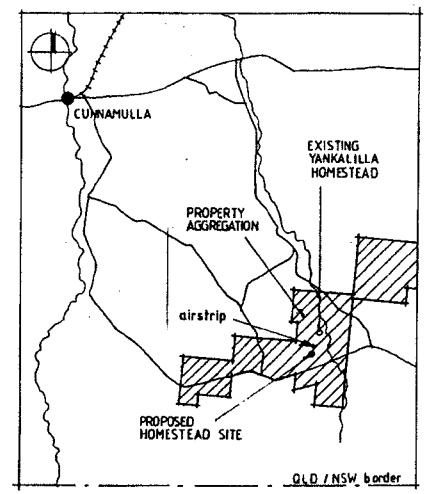 CUNNAMULLA
EXISTING
YANKALILLA
HOMESTEAD
PROPERTY
AGGREGATION
airstrip
PROPOSED
HOMESTEAD SITE
QLD / NSW border